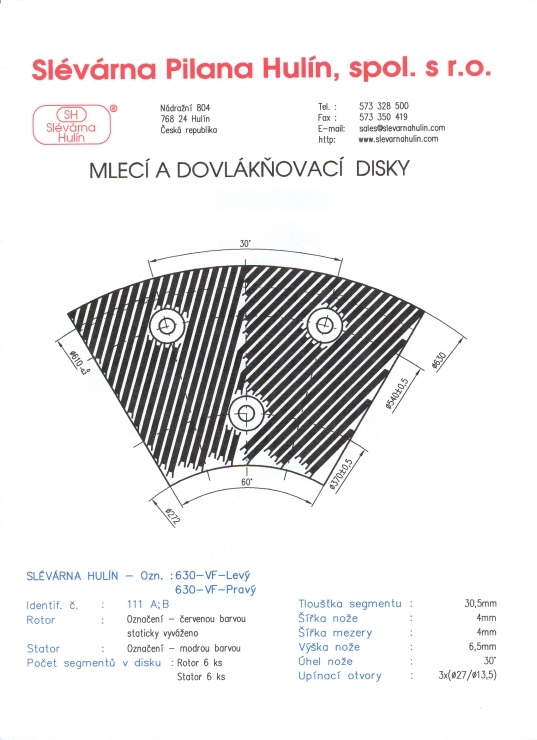 Slévárna Pilana Hulín, spol. s r.o.
SH
Slévárna
Hulín
®
Nádražní 804
768 24 Hulín
Česká republika
Tel. : 573 328 500
Fax : 573 350 419
E-mail: sales@slevarnahulin.com
http: www.slevarnahulin.com
MLECÍ A DOVLÁKŇOVACÍ DISKY
30°
ø610
ø630
ø540±0,5
ø370±0,5
60°
ø272
SLÉVÁRNA HULÍN – Ozn. : 630-VF-Levý
630-VF-Pravý
Identif. č. : 111 A;B
Rotor : Označení – červenou barvou
staticky vyváženo
Stator : Označení – modrou barvou
Počet segmentů v disku : Rotor 6 ks
Stator 6 ks
Tloušťka segmentu : 30,5mm
Šířka nože : 4mm
Šířka mezery : 4mm
Výška nože : 6,5mm
Úhel nože : 30°
Upínací otvory : 3x(ø27/ø13,5)